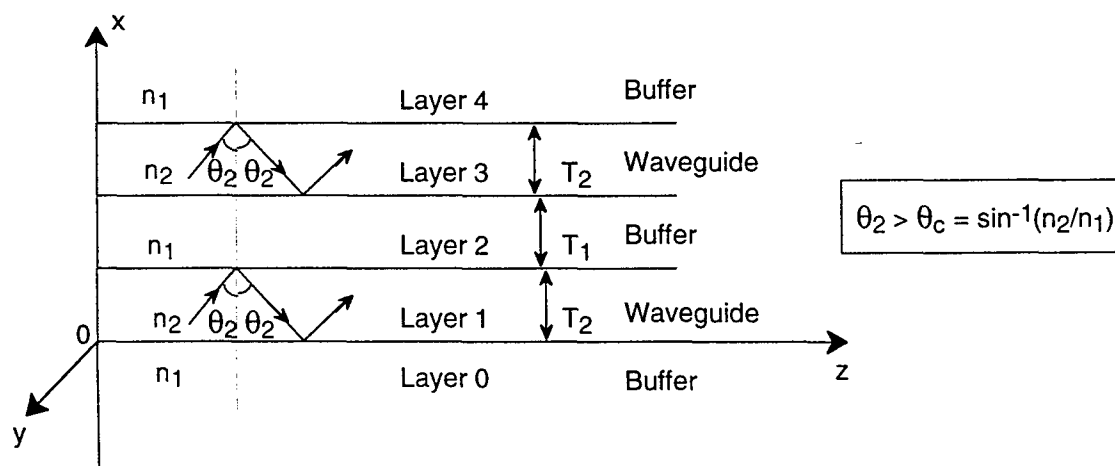 x
n₁ Layer 4 Buffer
n₂ θ₂ θ₂ Layer 3 T₂ Waveguide
θ₂ > θc = sin⁻¹(n₂/n₁)
n₁ Layer 2 T₁ Buffer
n₂ θ₂ θ₂ Layer 1 T₂ Waveguide
0
z
n₁ Layer 0 Buffer
y